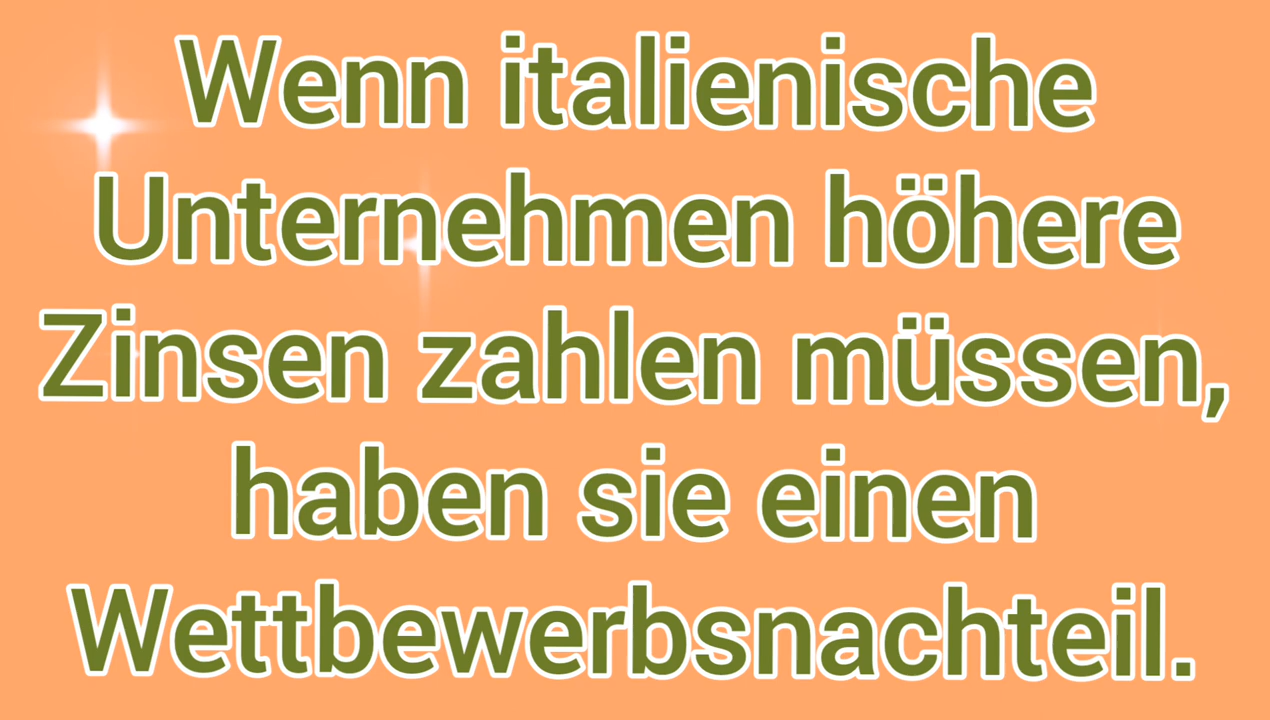 Wenn italienische
Unternehmen höhere
Zinsen zahlen müssen,
haben sie einen
Wettbewerbsnachteil.